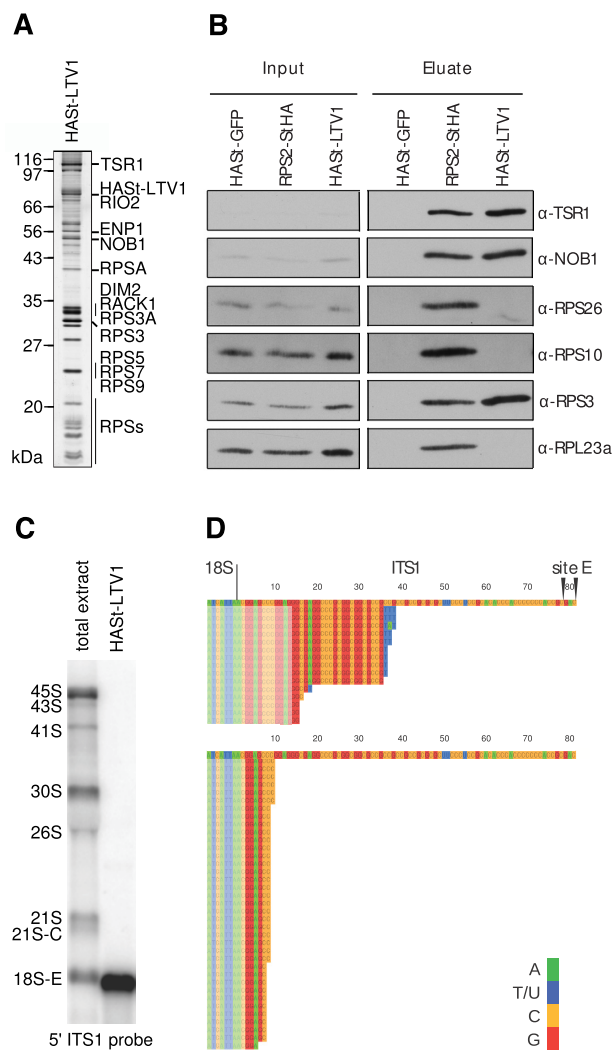 A
HASt-LTV1
116
97
66
56
43
35
27
20
kDa
TSR1
HASt-LTV1
RIO2
ENP1
NOB1
RPSA
DIM2
RACK1
RPS3A
RPS3
RPS5
RPS7
RPS9
RPSs
B
Input
Eluate
HASt-GFP
RPS2-StHA
HASt-LTV1
HASt-GFP
RPS2-StHA
HASt-LTV1
α-TSR1
α-NOB1
α-RPS26
α-RPS10
α-RPS3
α-RPL23a
C
total extract
HASt-LTV1
45S
43S
41S
30S
26S
21S
21S-C
18S-E
5' ITS1 probe
D
18S ITS1 site E
10 20 30 40 50 60 70 80
10 20 30 40 50 60 70 80
A
T/U
C
G